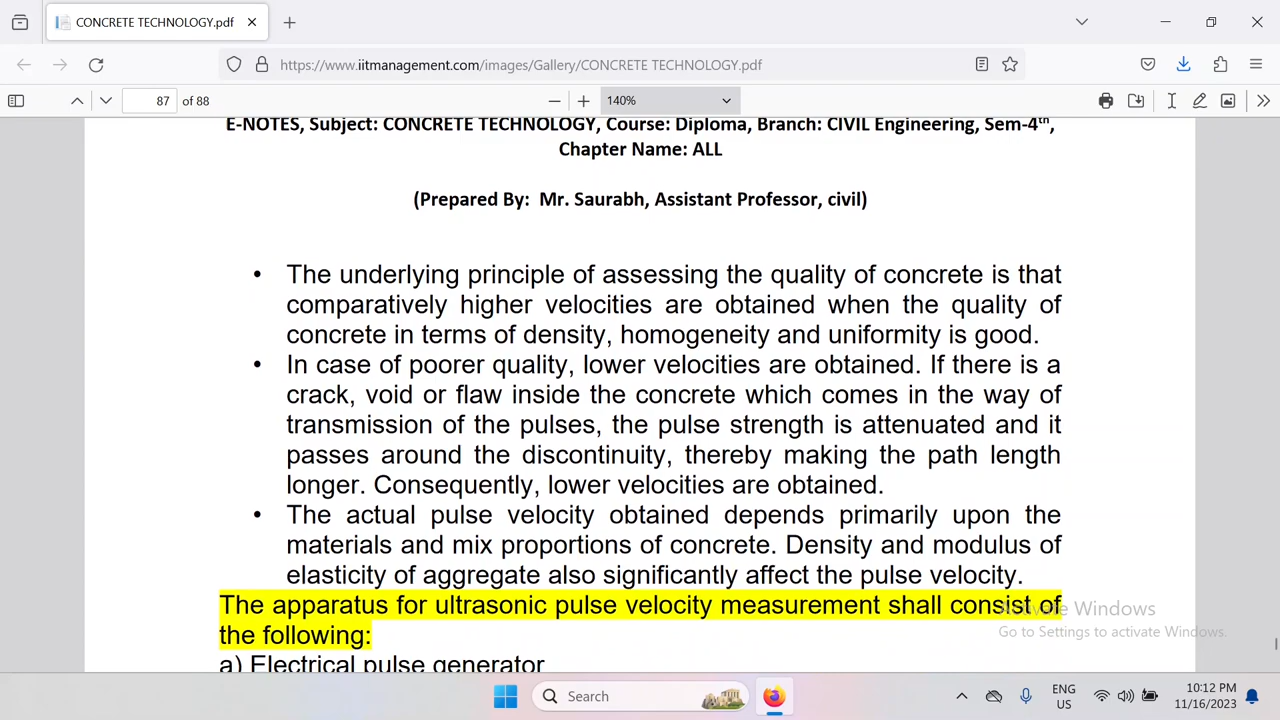 CONCRETE TECHNOLOGY.pdf
https://www.iitmanagement.com/images/Gallery/CONCRETE TECHNOLOGY.pdf
87 of 88
140%
E-NOTES, Subject: CONCRETE TECHNOLOGY, Course: Diploma, Branch: CIVIL Engineering, Sem-4th,
Chapter Name: ALL
(Prepared By: Mr. Saurabh, Assistant Professor, civil)
• The underlying principle of assessing the quality of concrete is that
comparatively higher velocities are obtained when the quality of
concrete in terms of density, homogeneity and uniformity is good.
• In case of poorer quality, lower velocities are obtained. If there is a
crack, void or flaw inside the concrete which comes in the way of
transmission of the pulses, the pulse strength is attenuated and it
passes around the discontinuity, thereby making the path length
longer. Consequently, lower velocities are obtained.
• The actual pulse velocity obtained depends primarily upon the
materials and mix proportions of concrete. Density and modulus of
elasticity of aggregate also significantly affect the pulse velocity.
The apparatus for ultrasonic pulse velocity measurement shall consist of
the following:
a) Electrical pulse generator
Activate Windows
Go to Settings to activate Windows.
Search
ENG
US
10:12 PM
11/16/2023